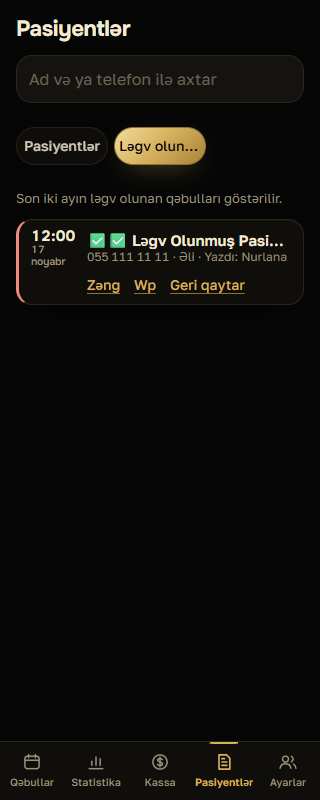 Pasiyentlər
Ad və ya telefon ilə axtar
Pasiyentlər
Ləgv olun...
Son iki ayın ləgv olunan qəbulları göstərilir.
12:00
17 noyabr
✅ ✅ Ləgv Olunmuş Pasi...
055 111 11 11 · Əli · Yazdı: Nurlana
Zəng Wp Geri qaytar
Qəbullar Statistika Kassa Pasiyentlər Ayarlar